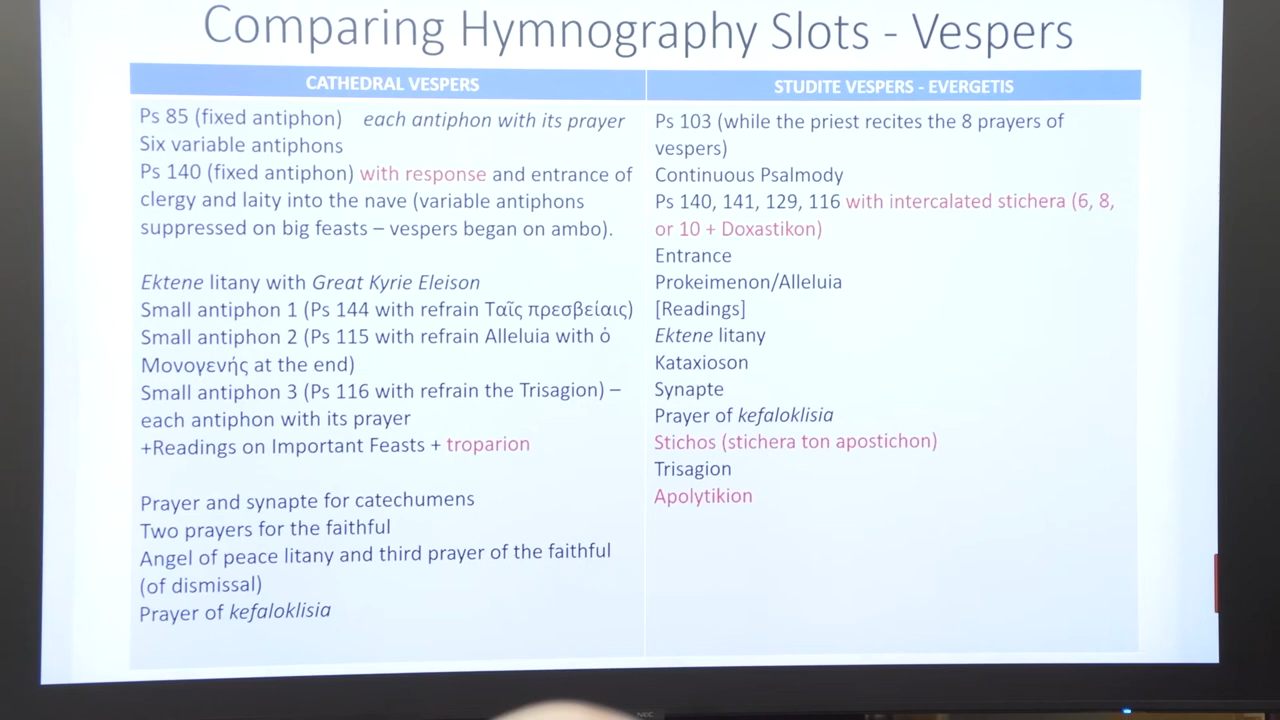 Comparing Hymnography Slots - Vespers
CATHEDRAL VESPERS
Ps 85 (fixed antiphon) each antiphon with its prayer
Six variable antiphons
Ps 140 (fixed antiphon) with response and entrance of
clergy and laity into the nave (variable antiphons
suppressed on big feasts – vespers began on ambo).
Ektene litany with Great Kyrie Eleison
Small antiphon 1 (Ps 144 with refrain Ταῖς πρεσβείαις)
Small antiphon 2 (Ps 115 with refrain Alleluia with ὁ
Μονογενής at the end)
Small antiphon 3 (Ps 116 with refrain the Trisagion) –
each antiphon with its prayer
+Readings on Important Feasts + troparion
Prayer and synapte for catechumens
Two prayers for the faithful
Angel of peace litany and third prayer of the faithful
(of dismissal)
Prayer of kefaloklisia
STUDITE VESPERS - EVERGETIS
Ps 103 (while the priest recites the 8 prayers of
vespers)
Continuous Psalmody
Ps 140, 141, 129, 116 with intercalated stichera (6, 8,
or 10 + Doxastikon)
Entrance
Prokeimenon/Alleluia
[Readings]
Ektene litany
Kataxioson
Synapte
Prayer of kefaloklisia
Stichos (stichera ton apostichon)
Trisagion
Apolytikion
NEC